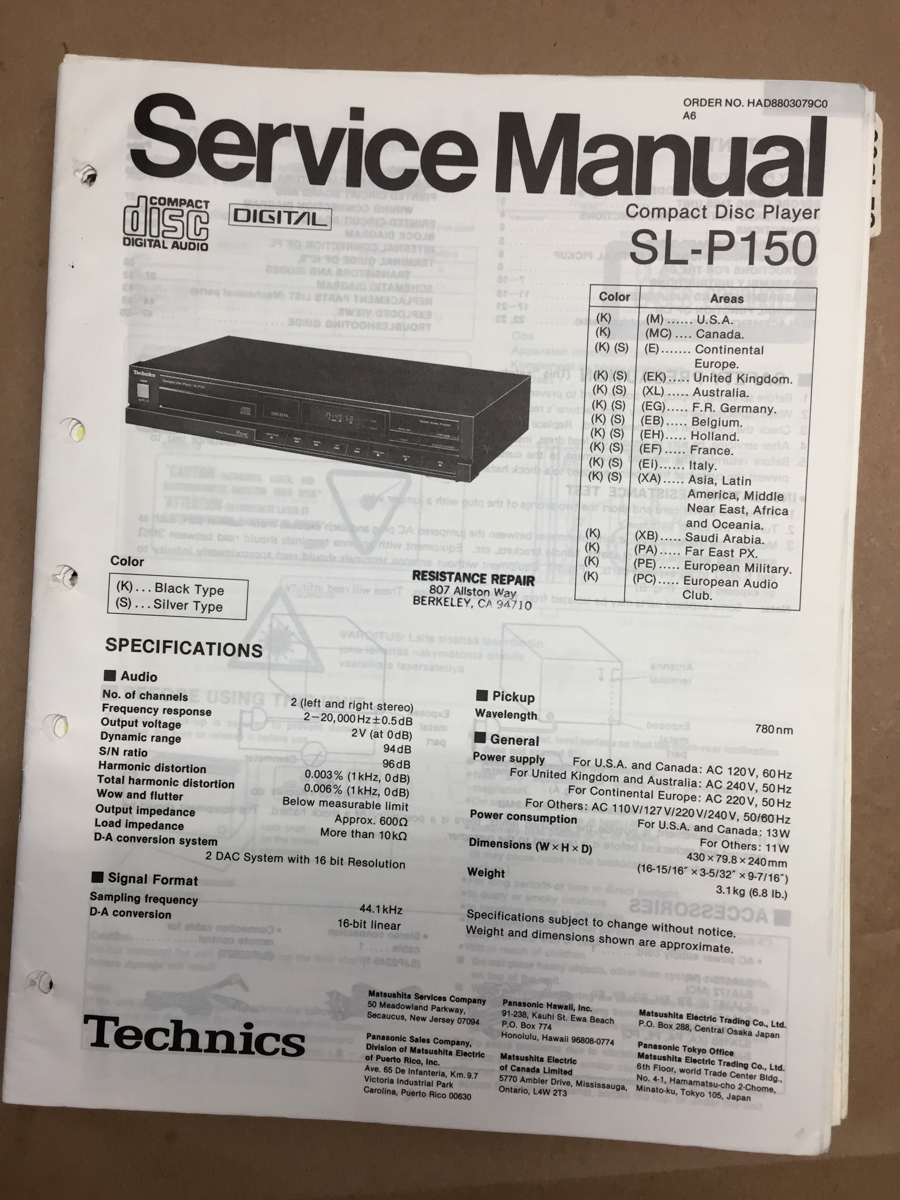 ORDER NO. HAD8803079C0
A6
Service Manual
COMPACT
disc
DIGITAL AUDIO
DIGITAL
Compact Disc Player
SL-P150
Color Areas
(K) (M) ...... U.S.A.
(K) (MC) .... Canada.
(K) (S) (E)....... Continental
Europe.
(K) (S) (EK)..... United Kingdom.
(K) (S) (XL) ..... Australia.
(K) (S) (EG)..... F.R. Germany.
(K) (S) (EB)..... Belgium.
(K) (S) (EH)..... Holland.
(K) (S) (EF) ..... France.
(K) (S) (EI)...... Italy.
(K) (S) (XA)..... Asia, Latin
America, Middle
Near East, Africa
and Oceania.
(K) (XB)..... Saudi Arabia.
(K) (PA)..... Far East PX.
(K) (PE) ..... European Military.
(K) (PC)..... European Audio
Club.
Technics
Color
(K) ... Black Type
(S) ... Silver Type
RESISTANCE REPAIR
807 Allston Way
BERKELEY, CA 94710
SPECIFICATIONS
■ Audio
No. of channels 2 (left and right stereo)
Frequency response 2−20,000Hz±0.5dB
Output voltage 2V (at 0dB)
Dynamic range 94dB
S/N ratio 96dB
Harmonic distortion 0.003% (1kHz, 0dB)
Total harmonic distortion 0.006% (1kHz, 0dB)
Wow and flutter Below measurable limit
Output impedance Approx. 600Ω
Load impedance More than 10kΩ
D-A conversion system
2 DAC System with 16 bit Resolution
■ Signal Format
Sampling frequency 44.1kHz
D-A conversion 16-bit linear
■ Pickup
Wavelength 780nm
■ General
Power supply For U.S.A. and Canada: AC 120V, 60Hz
For United Kingdom and Australia: AC 240V, 50Hz
For Continental Europe: AC 220V, 50Hz
For Others: AC 110V/127V/220V/240V, 50/60Hz
Power consumption For U.S.A. and Canada: 13W
For Others: 11W
Dimensions (W×H×D) 430×79.8×240mm
(16-15/16″ ×3-5/32″ ×9-7/16″)
Weight 3.1kg (6.8 lb.)
Specifications subject to change without notice.
Weight and dimensions shown are approximate.
Technics
Matsushita Services Company
50 Meadowland Parkway,
Secaucus, New Jersey 07094
Panasonic Sales Company,
Division of Matsushita Electric
of Puerto Rico, Inc.
Ave. 65 De Infanteria, Km. 9.7
Victoria Industrial Park
Carolina, Puerto Rico 00630
Panasonic Hawaii, Inc.
91-238, Kauhi St. Ewa Beach
P.O. Box 774
Honolulu, Hawaii 96808-0774
Matsushita Electric
of Canada Limited
5770 Ambler Drive, Mississauga,
Ontario, L4W 2T3
Matsushita Electric Trading Co., Ltd.
P.O. Box 288, Central Osaka Japan
Panasonic Tokyo Office
Matsushita Electric Trading Co., Ltd.
6th Floor, world Trade Center Bldg.,
No. 4-1, Hamamatsu-cho 2-Chome,
Minato-ku, Tokyo 105, Japan